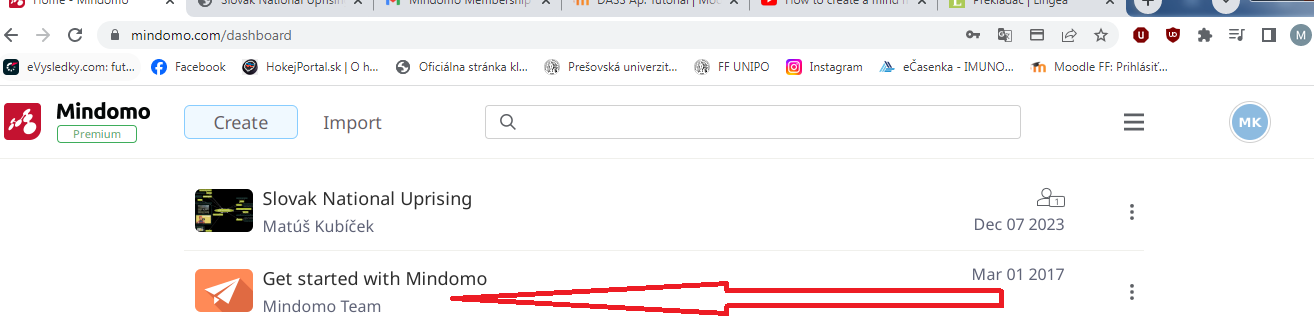 Home - Mindomo
Slovak National Uprising
Mindomo Membership
DASS Ap. Tutorial | Moo
How to create a mind m
Prekladač | Lingea
mindomo.com/dashboard
M
eVysledky.com: fut...
Facebook
HokejPortal.sk | O h...
Oficiálna stránka kl...
Prešovská univerzit...
FF UNIPO
Instagram
eČasenka - IMUNO...
Moodle FF: Prihlásiť...
Mindomo
Premium
Create
Import
MK
Slovak National Uprising
Matúš Kubíček
1
Dec 07 2023
Get started with Mindomo
Mindomo Team
Mar 01 2017